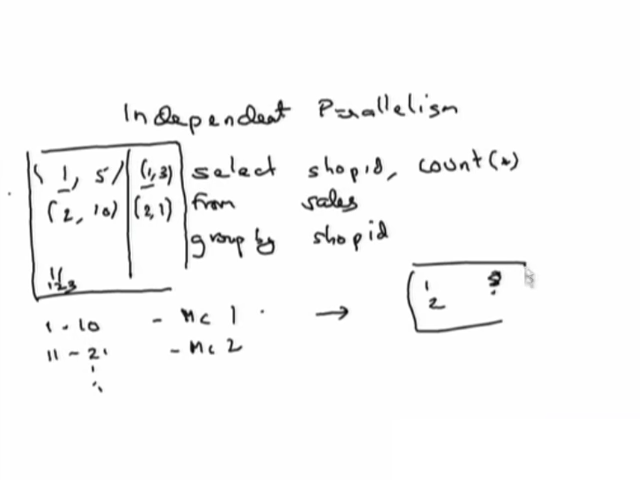 Independent Parallelism
(1, 5) (1,3) select shopid, count(*)
(2, 10) (2,1) from sales
group by shopid
1 - 10 - Mc 1
11 - 21 - Mc 2
1
2